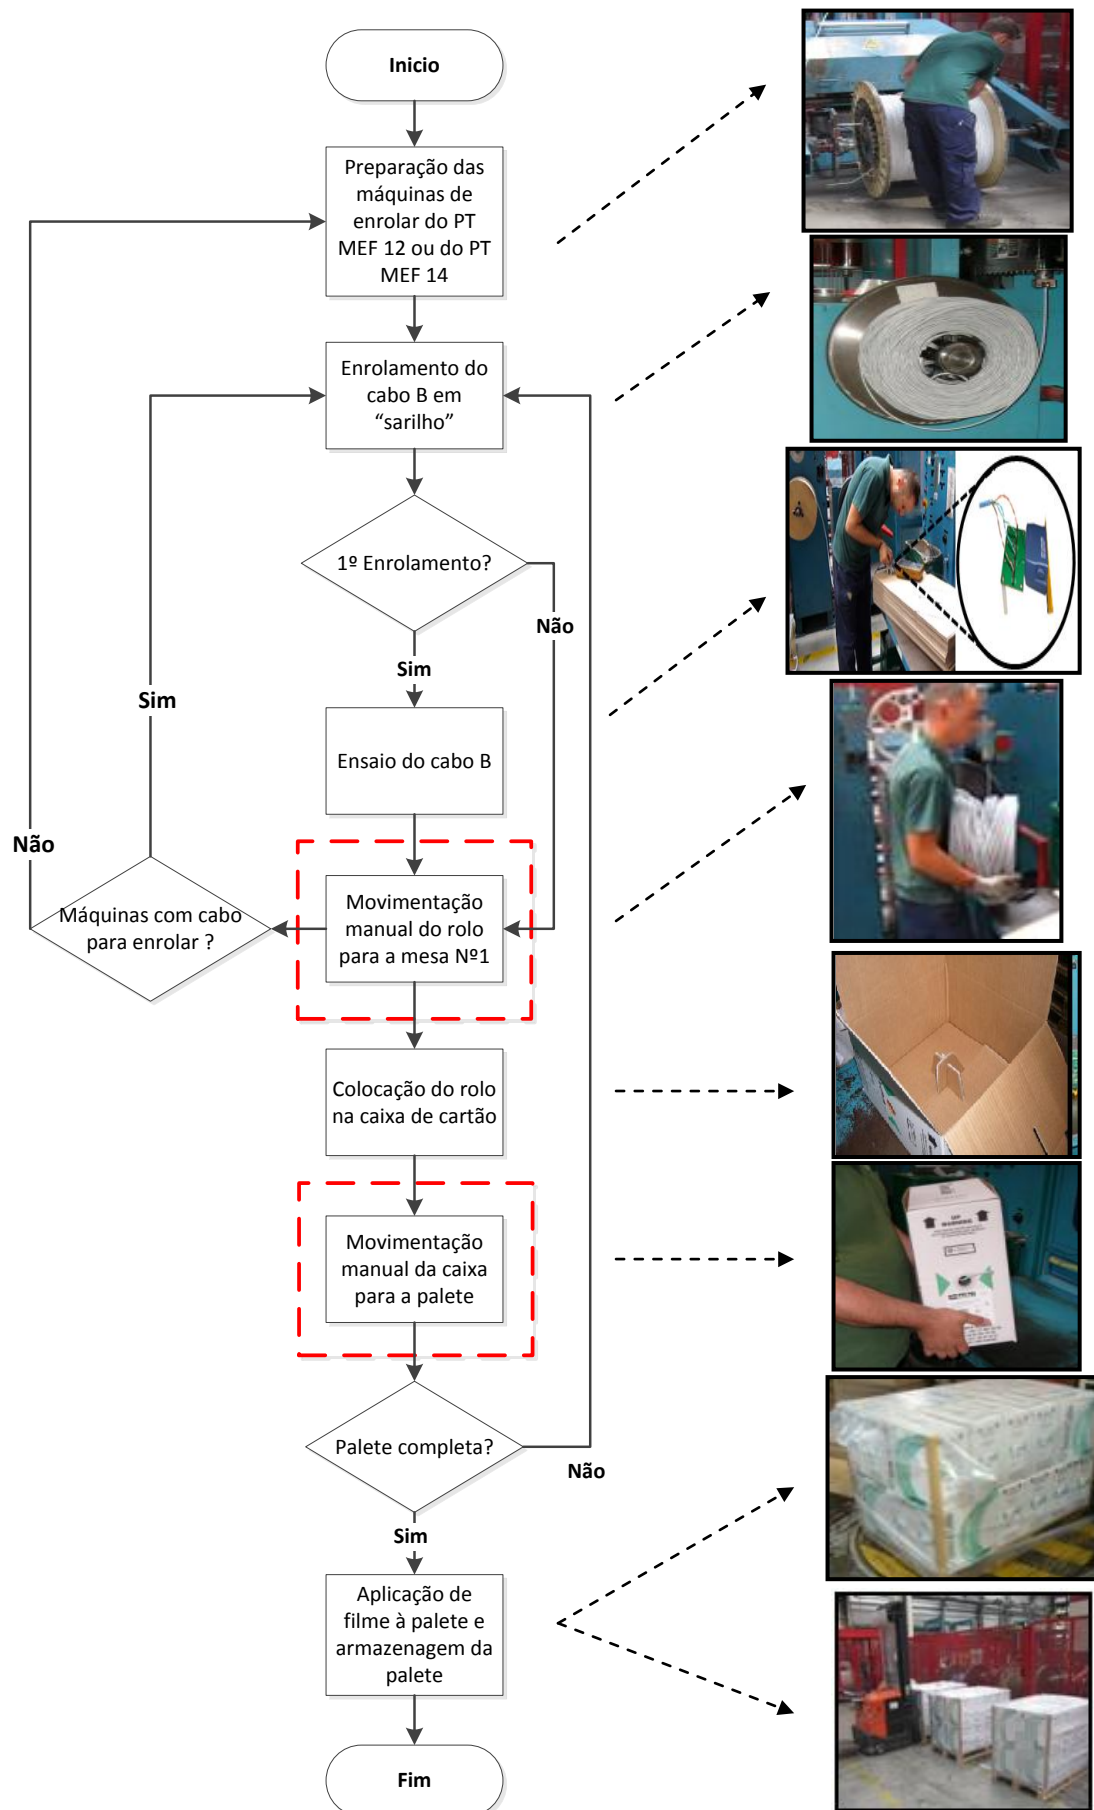 Inicio
Preparação das
máquinas de
enrolar do PT
MEF 12 ou do PT
MEF 14
Enrolamento do
cabo B em
“sarilho”
1º Enrolamento?
Não
Sim
Sim
Ensaio do cabo B
Não
Máquinas com cabo
para enrolar ?
Movimentação
manual do rolo
para a mesa Nº1
Colocação do rolo
na caixa de cartão
Movimentação
manual da caixa
para a palete
Palete completa?
Não
Sim
Aplicação de
filme à palete e
armazenagem da
palete
Fim